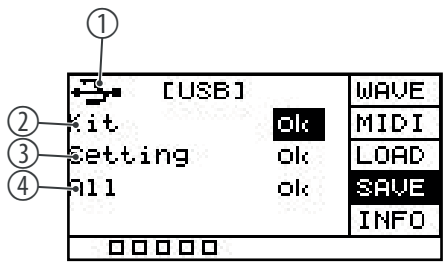 ①
[USB] WAVE
② Kit ok MIDI
③ Setting ok LOAD
④ All ok SAVE
INFO